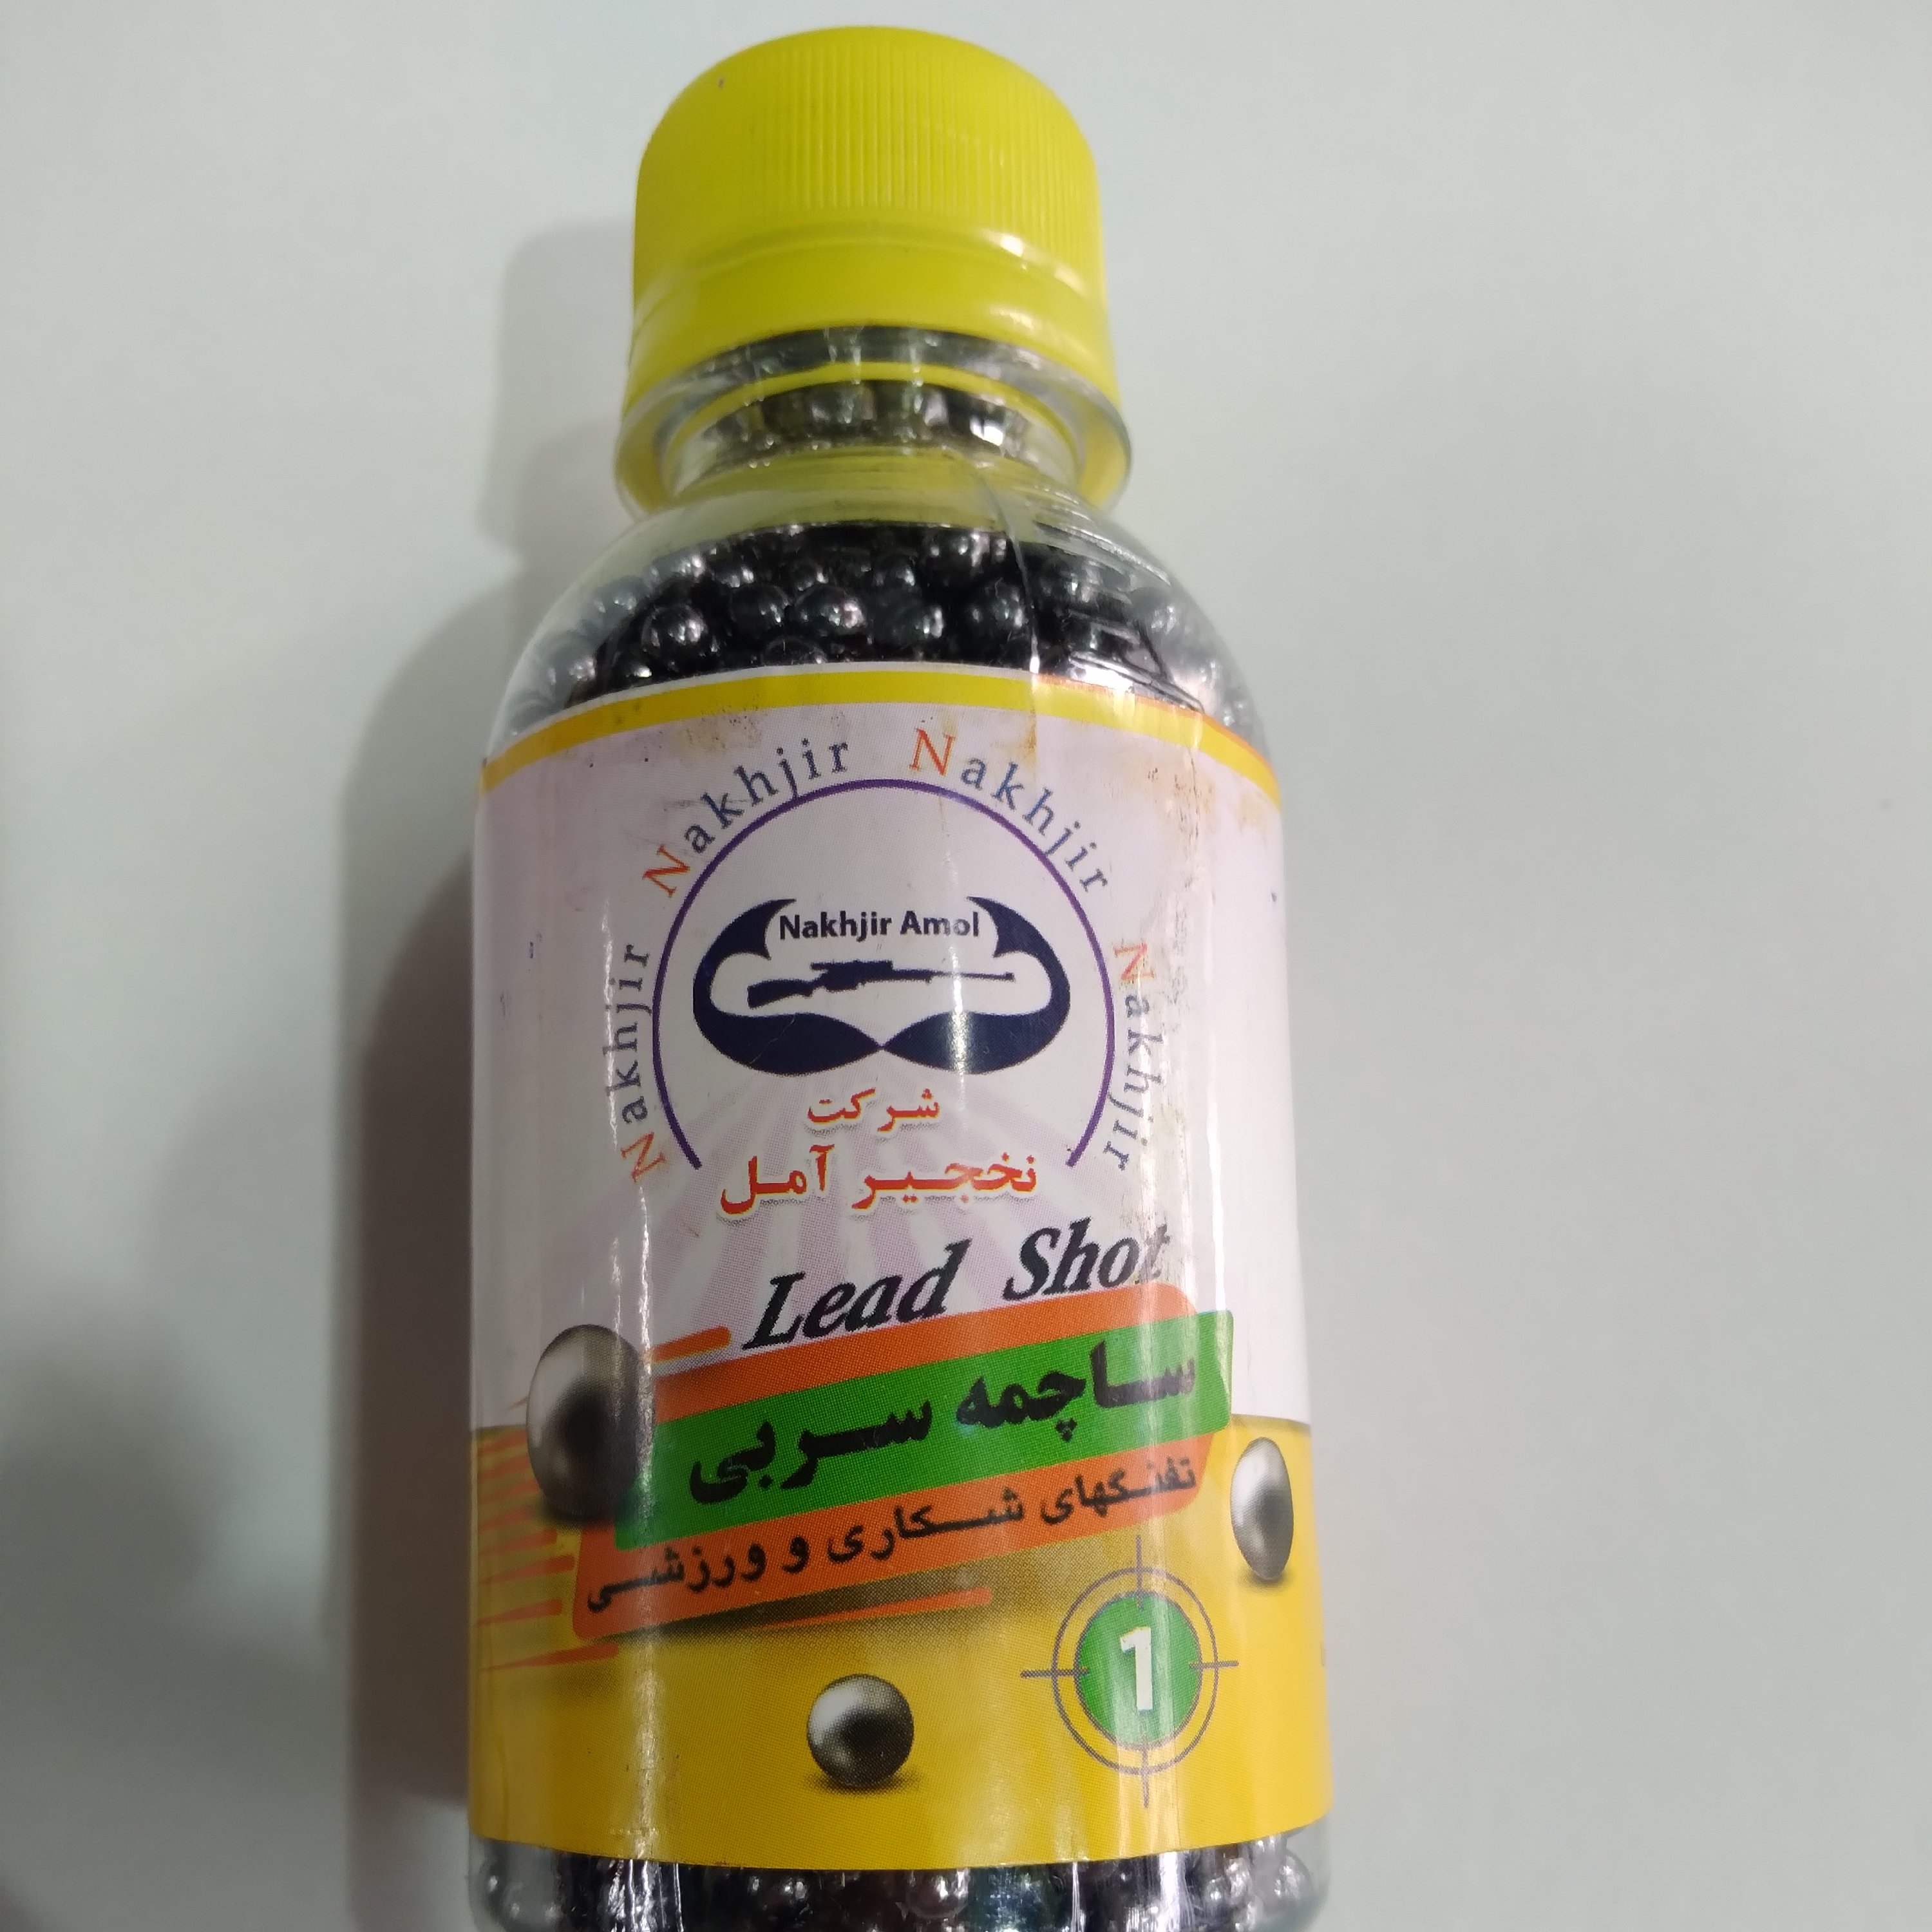 Nakhjir Nakhjir Nakhjir Nakhjir
Nakhjir Amol
شرکت
نخجیر آمل
Lead Shot
ساچمه سربی
تفنگهای شکاری و ورزشی
1